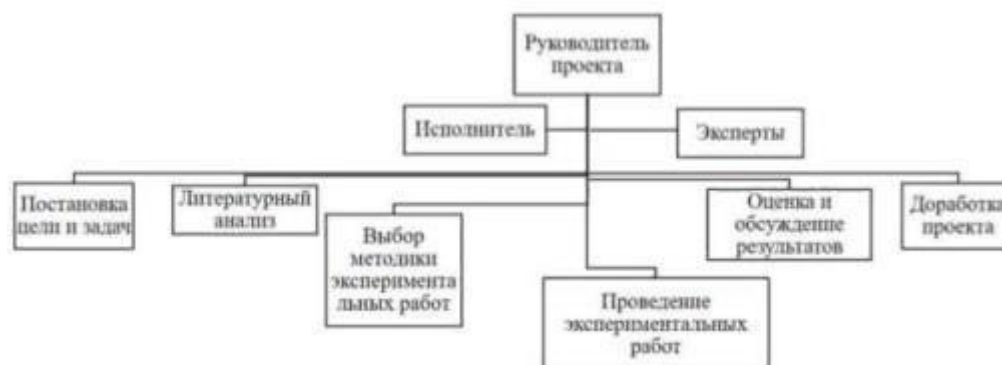 Руководитель
проекта
Исполнитель
Эксперты
Постановка
цели и задач
Литературный
анализ
Выбор
методики
эксперимента
льных работ
Проведение
экспериментальных
работ
Оценка и
обсуждение
результатов
Доработка
проекта